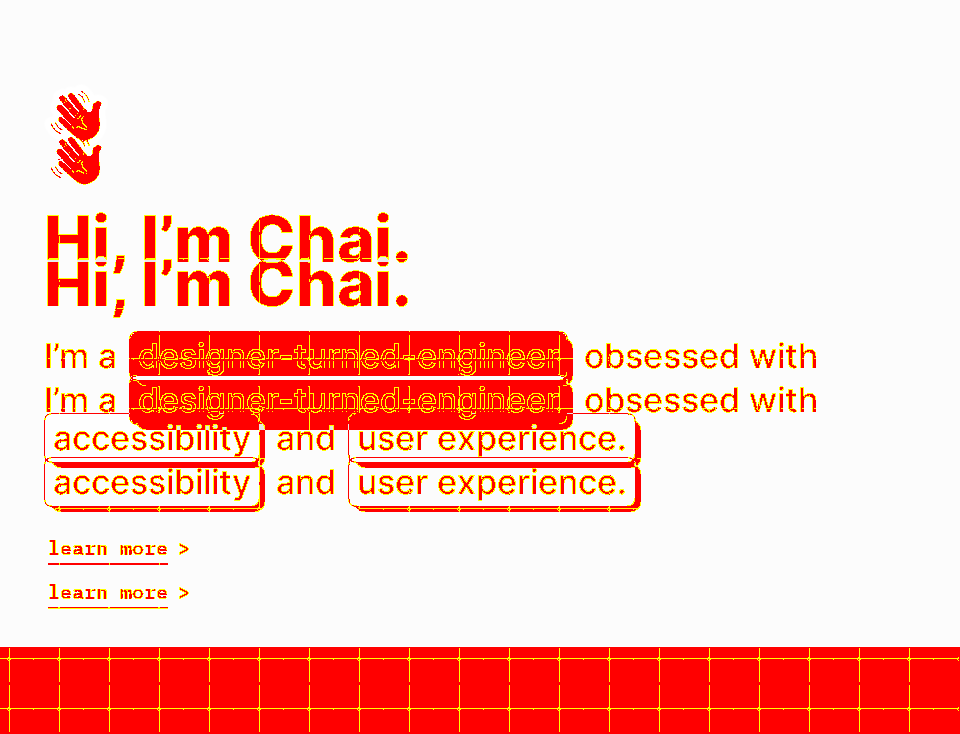 Hi, I’m Chai.
Hi, I’m Chai.
I’m a designer-turned-engineer obsessed with
I’m a designer-turned-engineer obsessed with
accessibility and user experience.
accessibility and user experience.
learn more >
learn more >